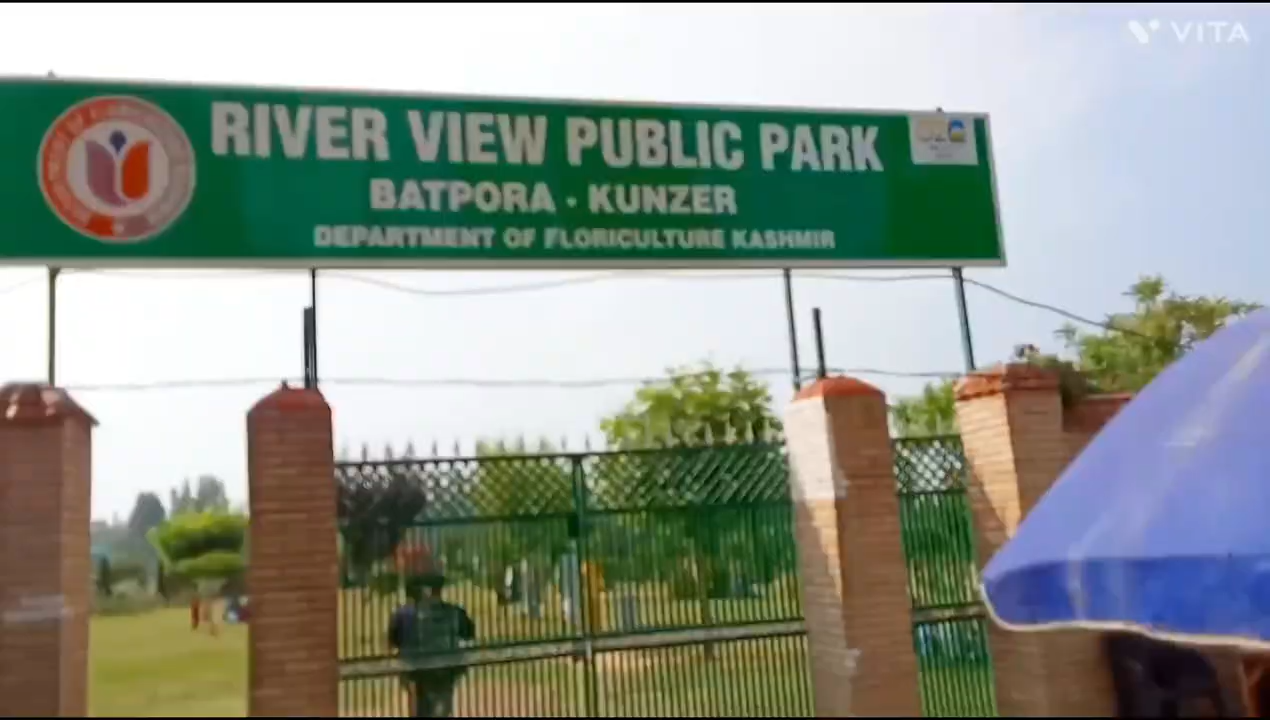 VITA
RIVER VIEW PUBLIC PARK
BATPORA · KUNZER
DEPARTMENT OF FLORICULTURE KASHMIR